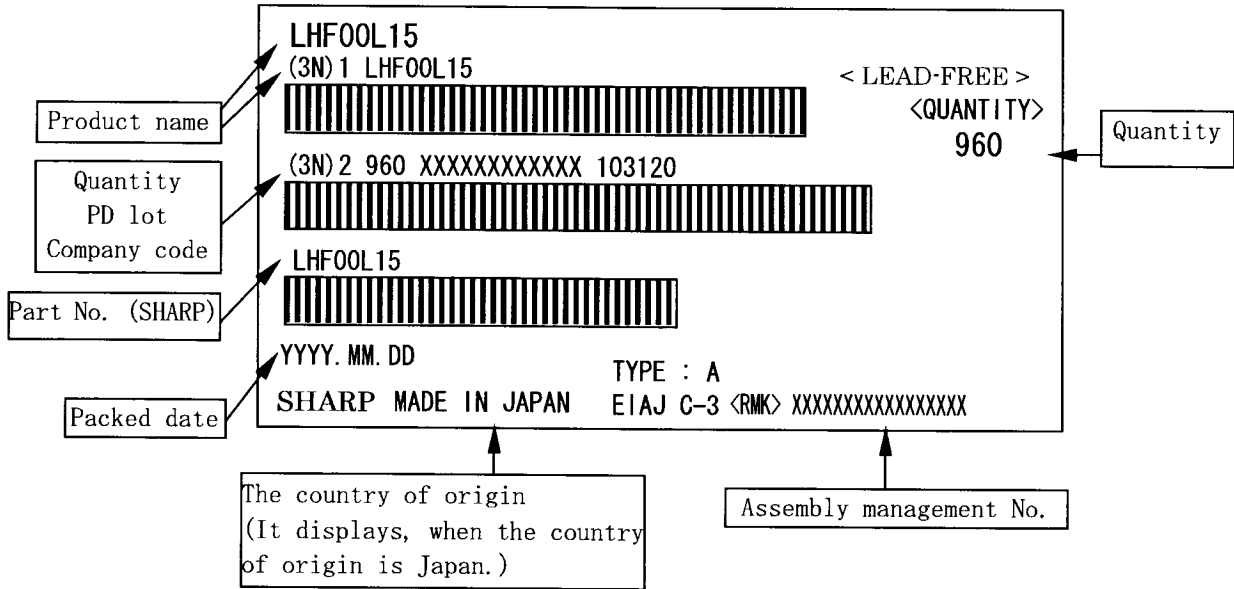 LHF00L15
(3N)1 LHF00L15
< LEAD-FREE >
<QUANTITY>
960
Product name
Quantity
(3N)2 960 XXXXXXXXXXXX 103120
Quantity
PD lot
Company code
LHF00L15
Part No. (SHARP)
YYYY.MM.DD
TYPE : A
SHARP MADE IN JAPAN
EIAJ C-3 <RMK> XXXXXXXXXXXXXXXXX
Packed date
The country of origin
(It displays, when the country
of origin is Japan.)
Assembly management No.